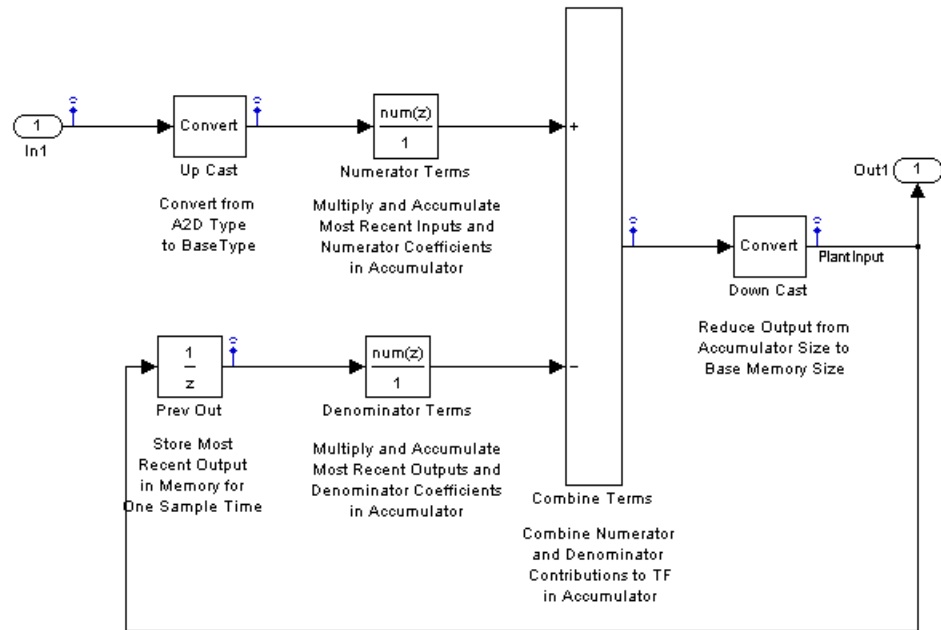 1
In1
Convert
Up Cast
Convert from
A2D Type
to BaseType
num(z)
1
Numerator Terms
Multiply and Accumulate
Most Recent Inputs and
Numerator Coefficients
in Accumulator
+
1
Out1
Convert
PlantInput
Down Cast
Reduce Output from
Accumulator Size to
Base Memory Size
1
z
Prev Out
Store Most
Recent Output
in Memory for
One Sample Time
num(z)
1
Denominator Terms
Multiply and Accumulate
Most Recent Outputs and
Denominator Coefficients
in Accumulator
−
Combine Terms
Combine Numerator
and Denominator
Contributions to TF
in Accumulator